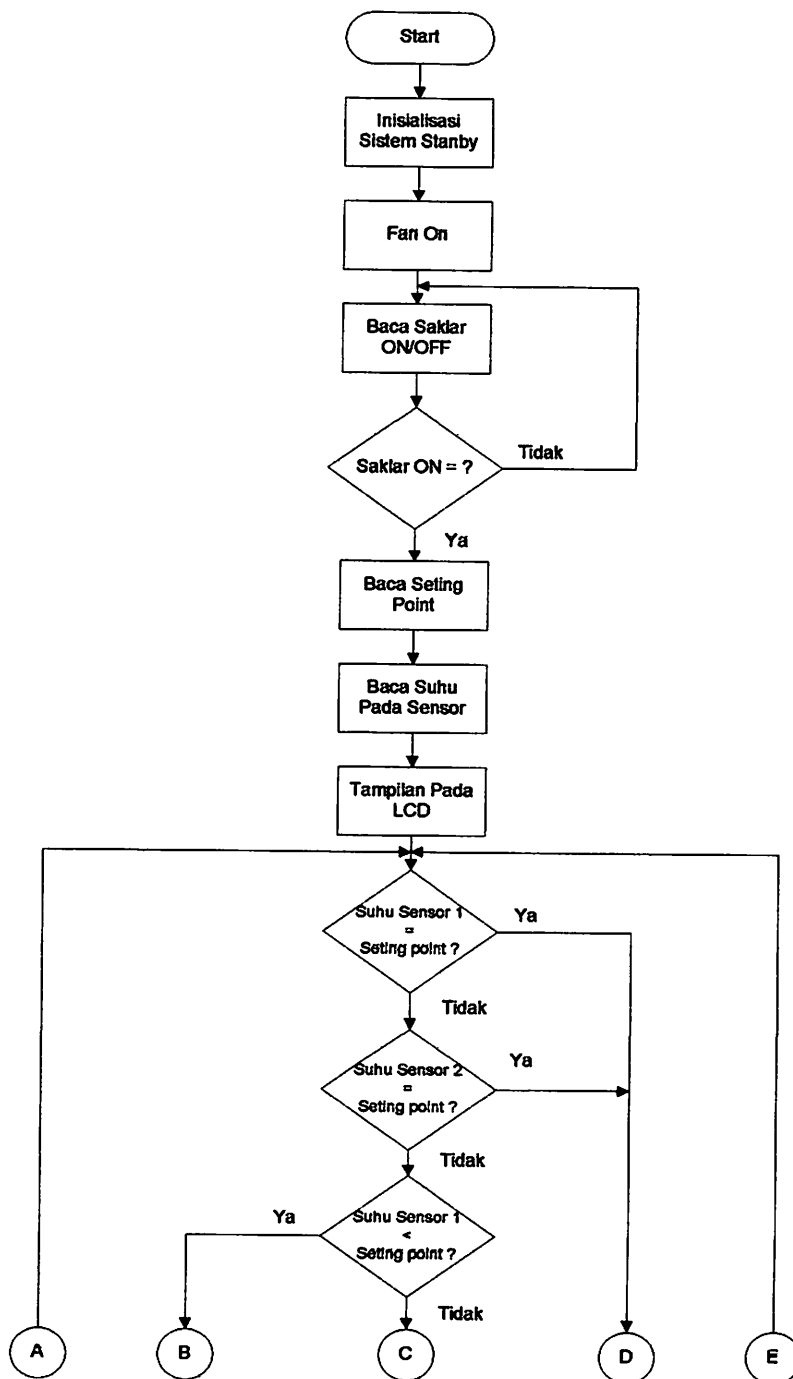 Start
Inisialisasi
Sistem Stanby
Fan On
Baca Saklar
ON/OFF
Saklar ON = ?
Tidak
Ya
Baca Seting
Point
Baca Suhu
Pada Sensor
Tampilan Pada
LCD
Suhu Sensor 1
=
Seting point ?
Ya
Tidak
Suhu Sensor 2
=
Seting point ?
Ya
Tidak
Suhu Sensor 1
<
Seting point ?
Ya
Tidak
A
B
C
D
E